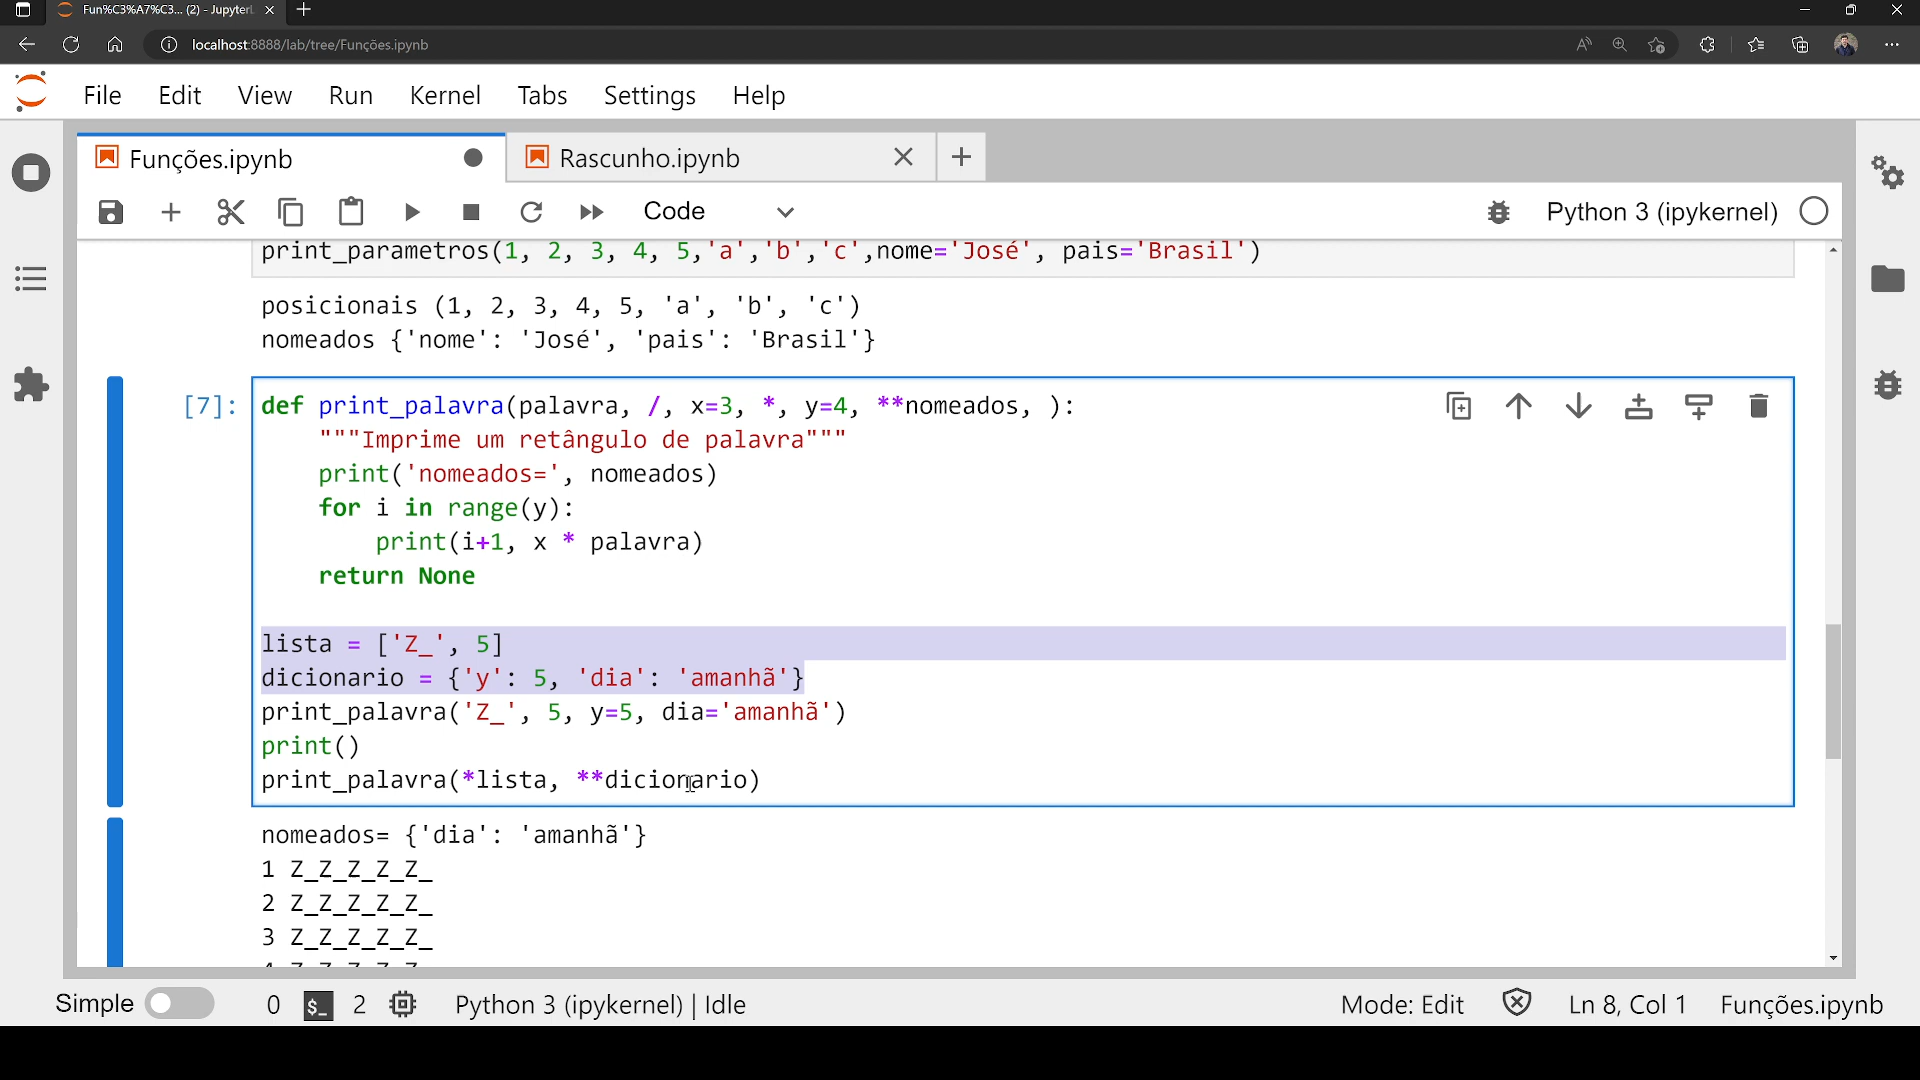 Fun%C3%A7%C3... (2) - JupyterL
localhost:8888/lab/tree/Funções.ipynb
File Edit View Run Kernel Tabs Settings Help
Funções.ipynb
Rascunho.ipynb
Code
Python 3 (ipykernel)
print_parametros(1, 2, 3, 4, 5,'a','b','c',nome='José', pais='Brasil')
posicionais (1, 2, 3, 4, 5, 'a', 'b', 'c')
nomeados {'nome': 'José', 'pais': 'Brasil'}
[7]:
def print_palavra(palavra, /, x=3, *, y=4, **nomeados, ):
"""Imprime um retângulo de palavra"""
print('nomeados=', nomeados)
for i in range(y):
print(i+1, x * palavra)
return None
lista = ['Z_', 5]
dicionario = {'y': 5, 'dia': 'amanhã'}
print_palavra('Z_', 5, y=5, dia='amanhã')
print()
print_palavra(*lista, **dicionario)
nomeados= {'dia': 'amanhã'}
1 Z_Z_Z_Z_Z_
2 Z_Z_Z_Z_Z_
3 Z_Z_Z_Z_Z_
Simple 0 $_ 2 Python 3 (ipykernel) | Idle
Mode: Edit Ln 8, Col 1 Funções.ipynb